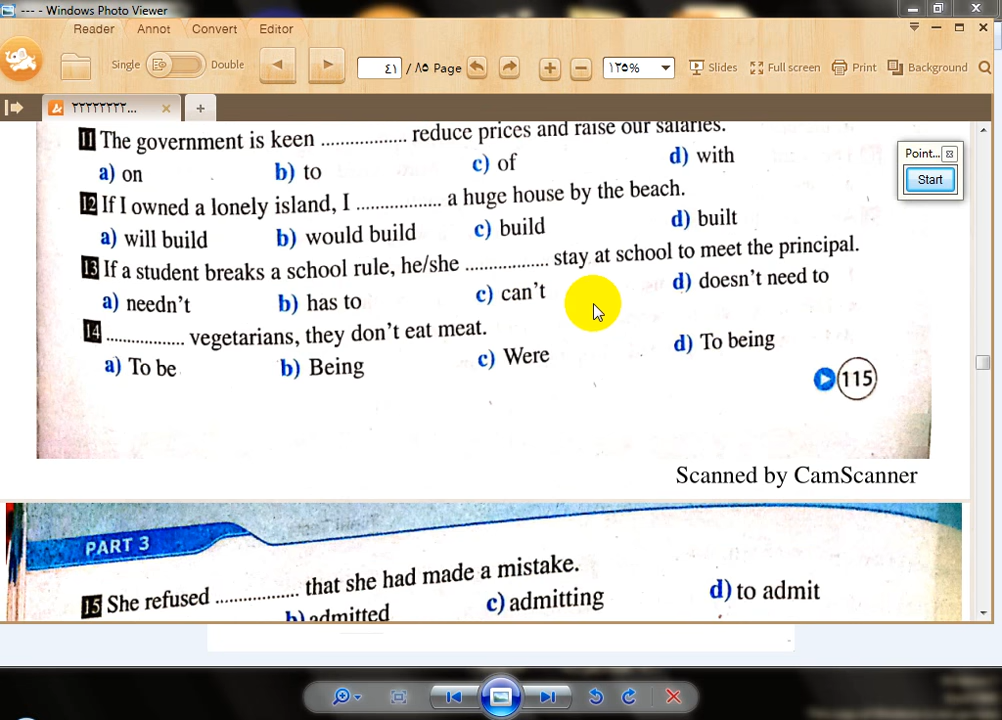 ---- - Windows Photo Viewer
Reader Annot Convert Editor
Single Double ٤١ / ٨٥ Page ١٢٥% Slides Full screen Print Background
٢٢٢٢٢٢٢٢...
Point...
Start
11 The government is keen ................ reduce prices and raise our salaries.
a) on b) to c) of d) with
12 If I owned a lonely island, I ................ a huge house by the beach.
a) will build b) would build c) build d) built
13 If a student breaks a school rule, he/she ................ stay at school to meet the principal.
a) needn't b) has to c) can't d) doesn't need to
14 ................ vegetarians, they don't eat meat.
a) To be b) Being c) Were d) To being
115
Scanned by CamScanner
PART 3
15 She refused ................ that she had made a mistake.
b) admitted c) admitting d) to admit